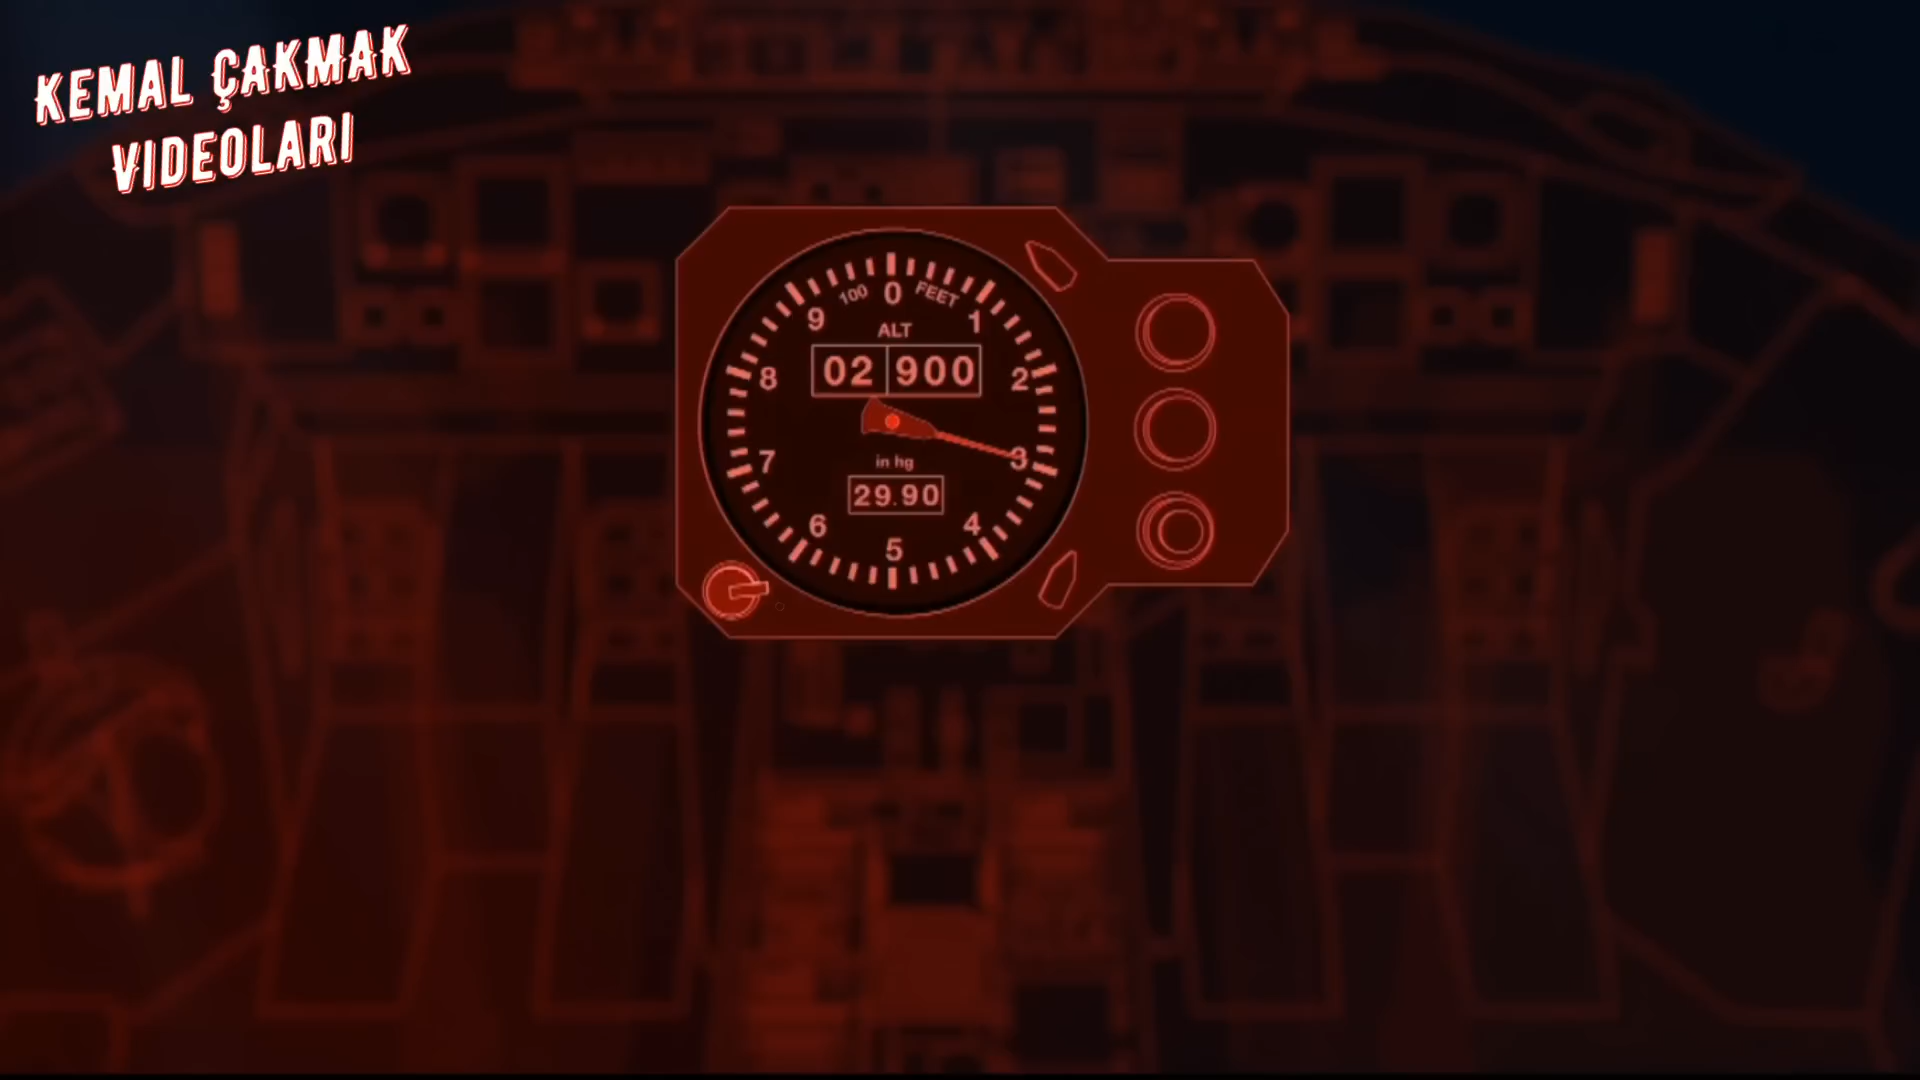 KEMAL ÇAKMAK
VIDEOLARI
100 0 FEET
9 1
ALT
02 900
8 2
in hg
7 3
29.90
6 4
5